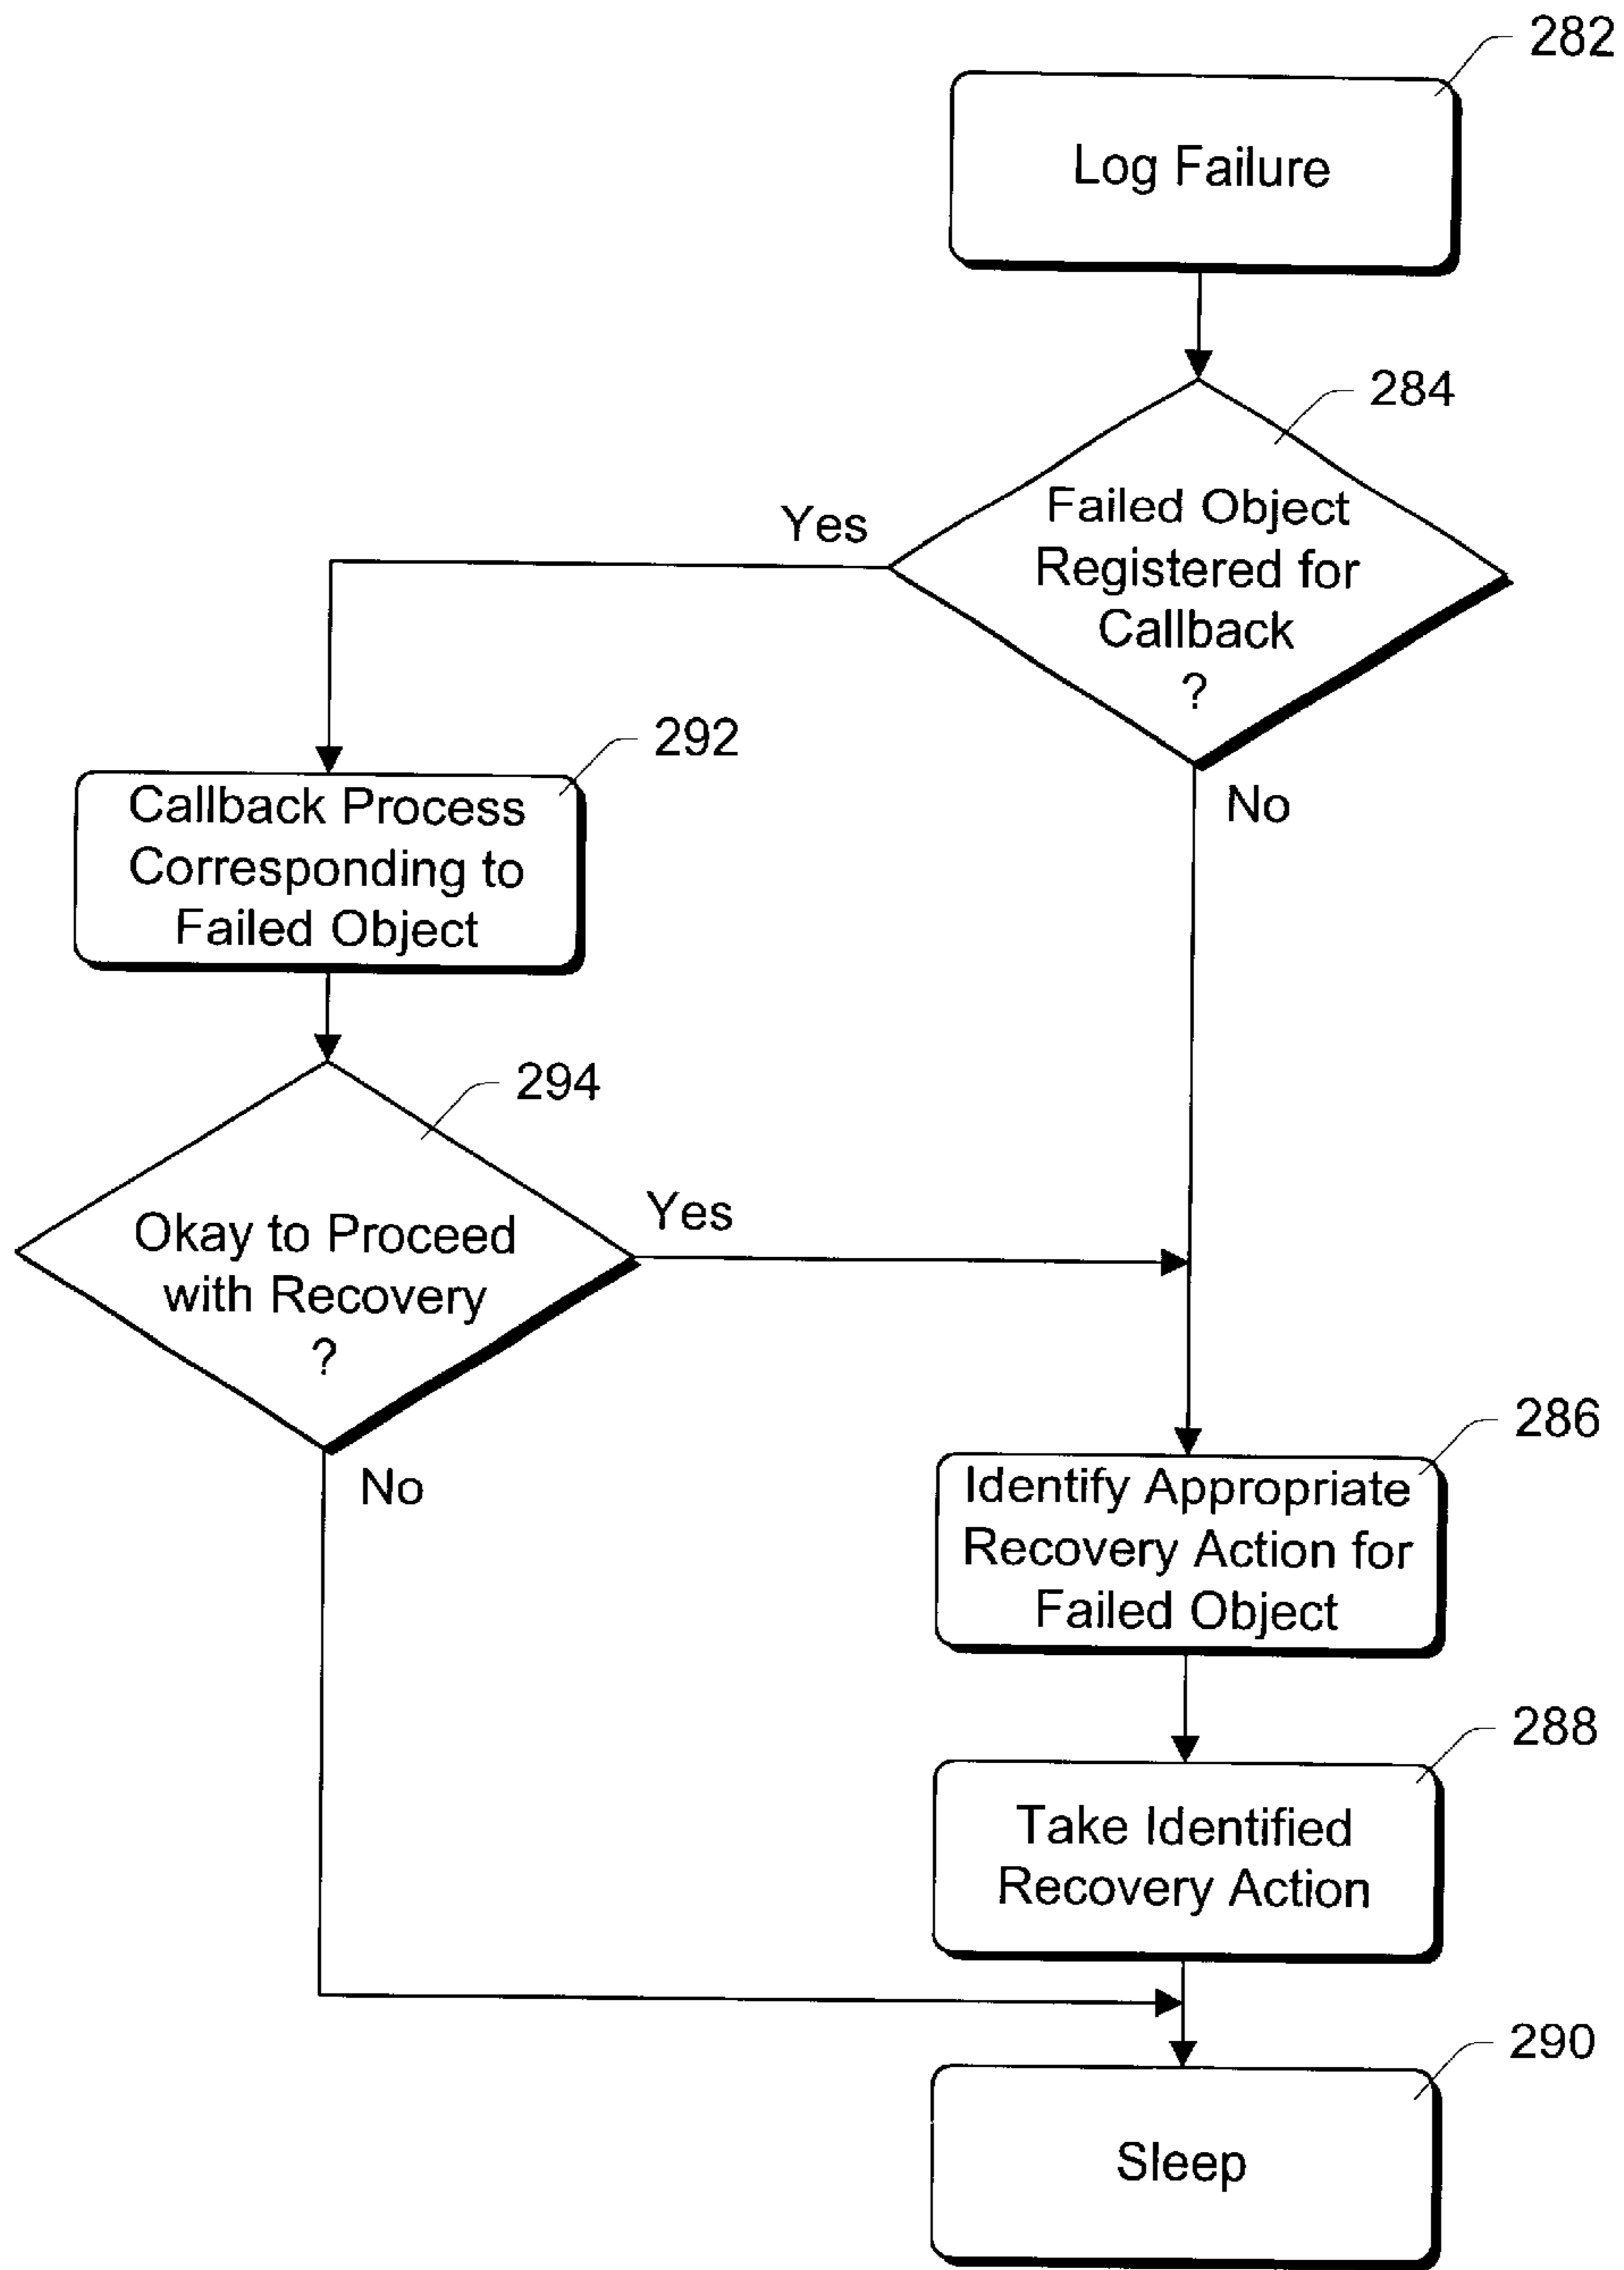 282
Log Failure
284
Failed Object
Registered for
Callback
?
Yes
No
292
Callback Process
Corresponding to
Failed Object
294
Okay to Proceed
with Recovery
?
Yes
No
286
Identify Appropriate
Recovery Action for
Failed Object
288
Take Identified
Recovery Action
290
Sleep